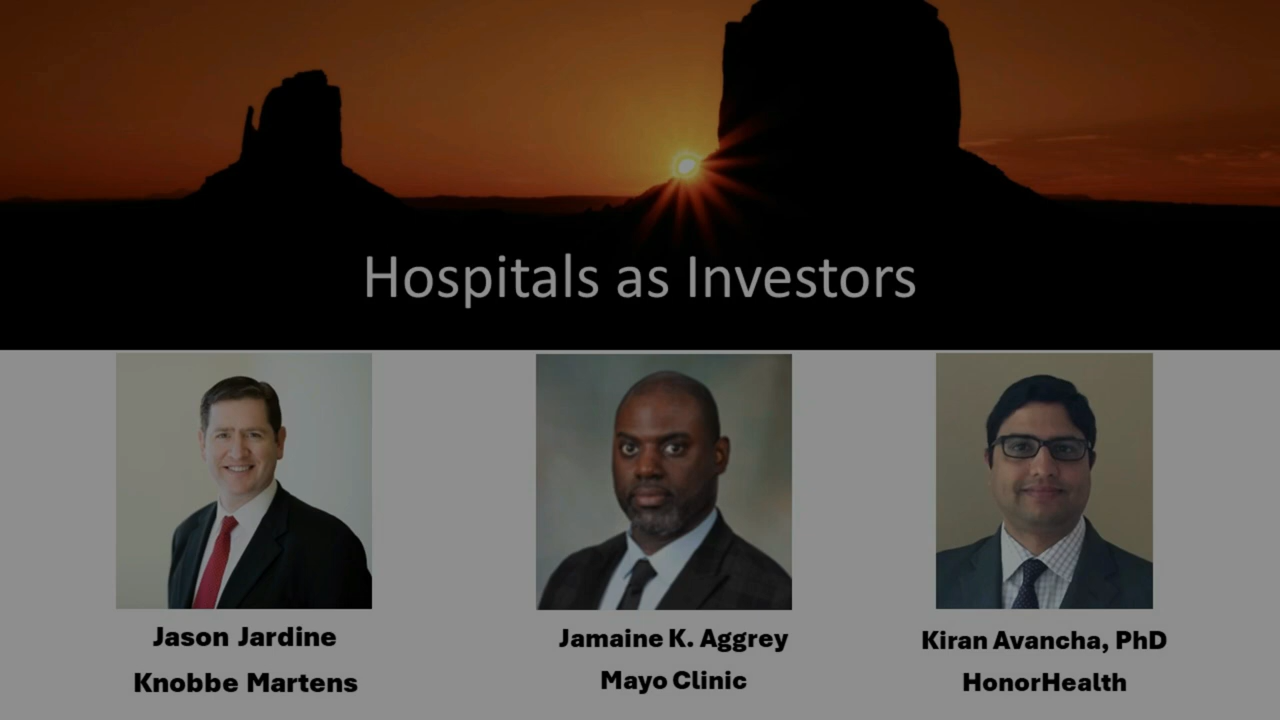 Hospitals as Investors
Jason Jardine
Knobbe Martens
Jamaine K. Aggrey
Mayo Clinic
Kiran Avancha, PhD
HonorHealth